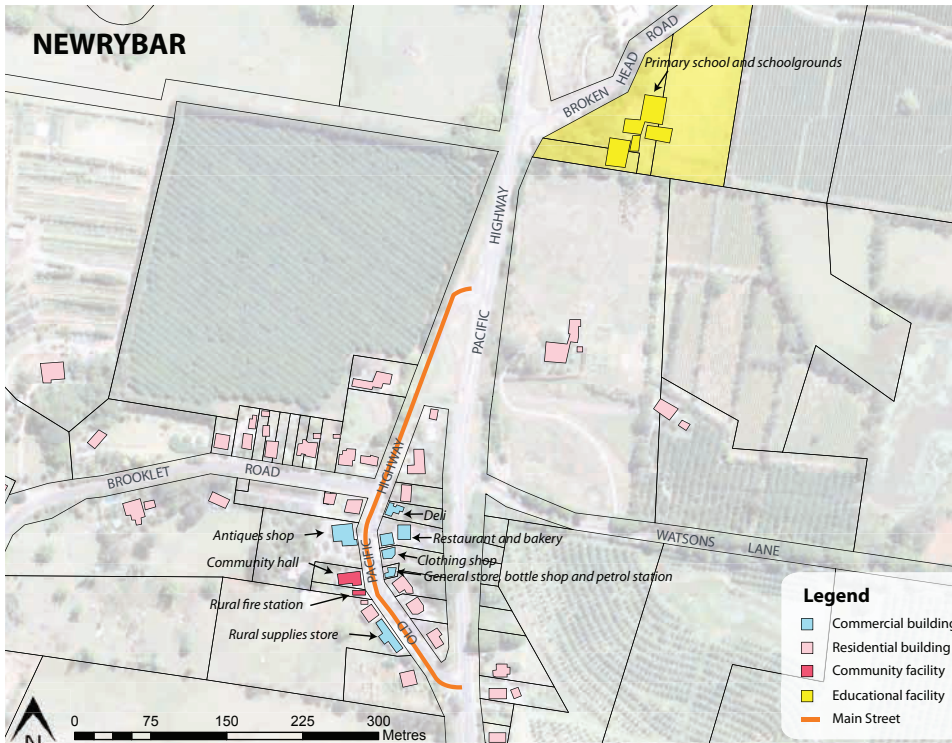 NEWRYBAR
BROKEN HEAD ROAD
Primary school and schoolgrounds
PACIFIC HIGHWAY
OLD PACIFIC HIGHWAY
BROOKLET ROAD
Deli
Antiques shop
Restaurant and bakery
WATSONS LANE
Community hall
Clothing shop
General store, bottle shop and petrol station
Rural fire station
Rural supplies store
Legend
Commercial building
Residential building
Community facility
Educational facility
Main Street
N
0 75 150 225 300
Metres